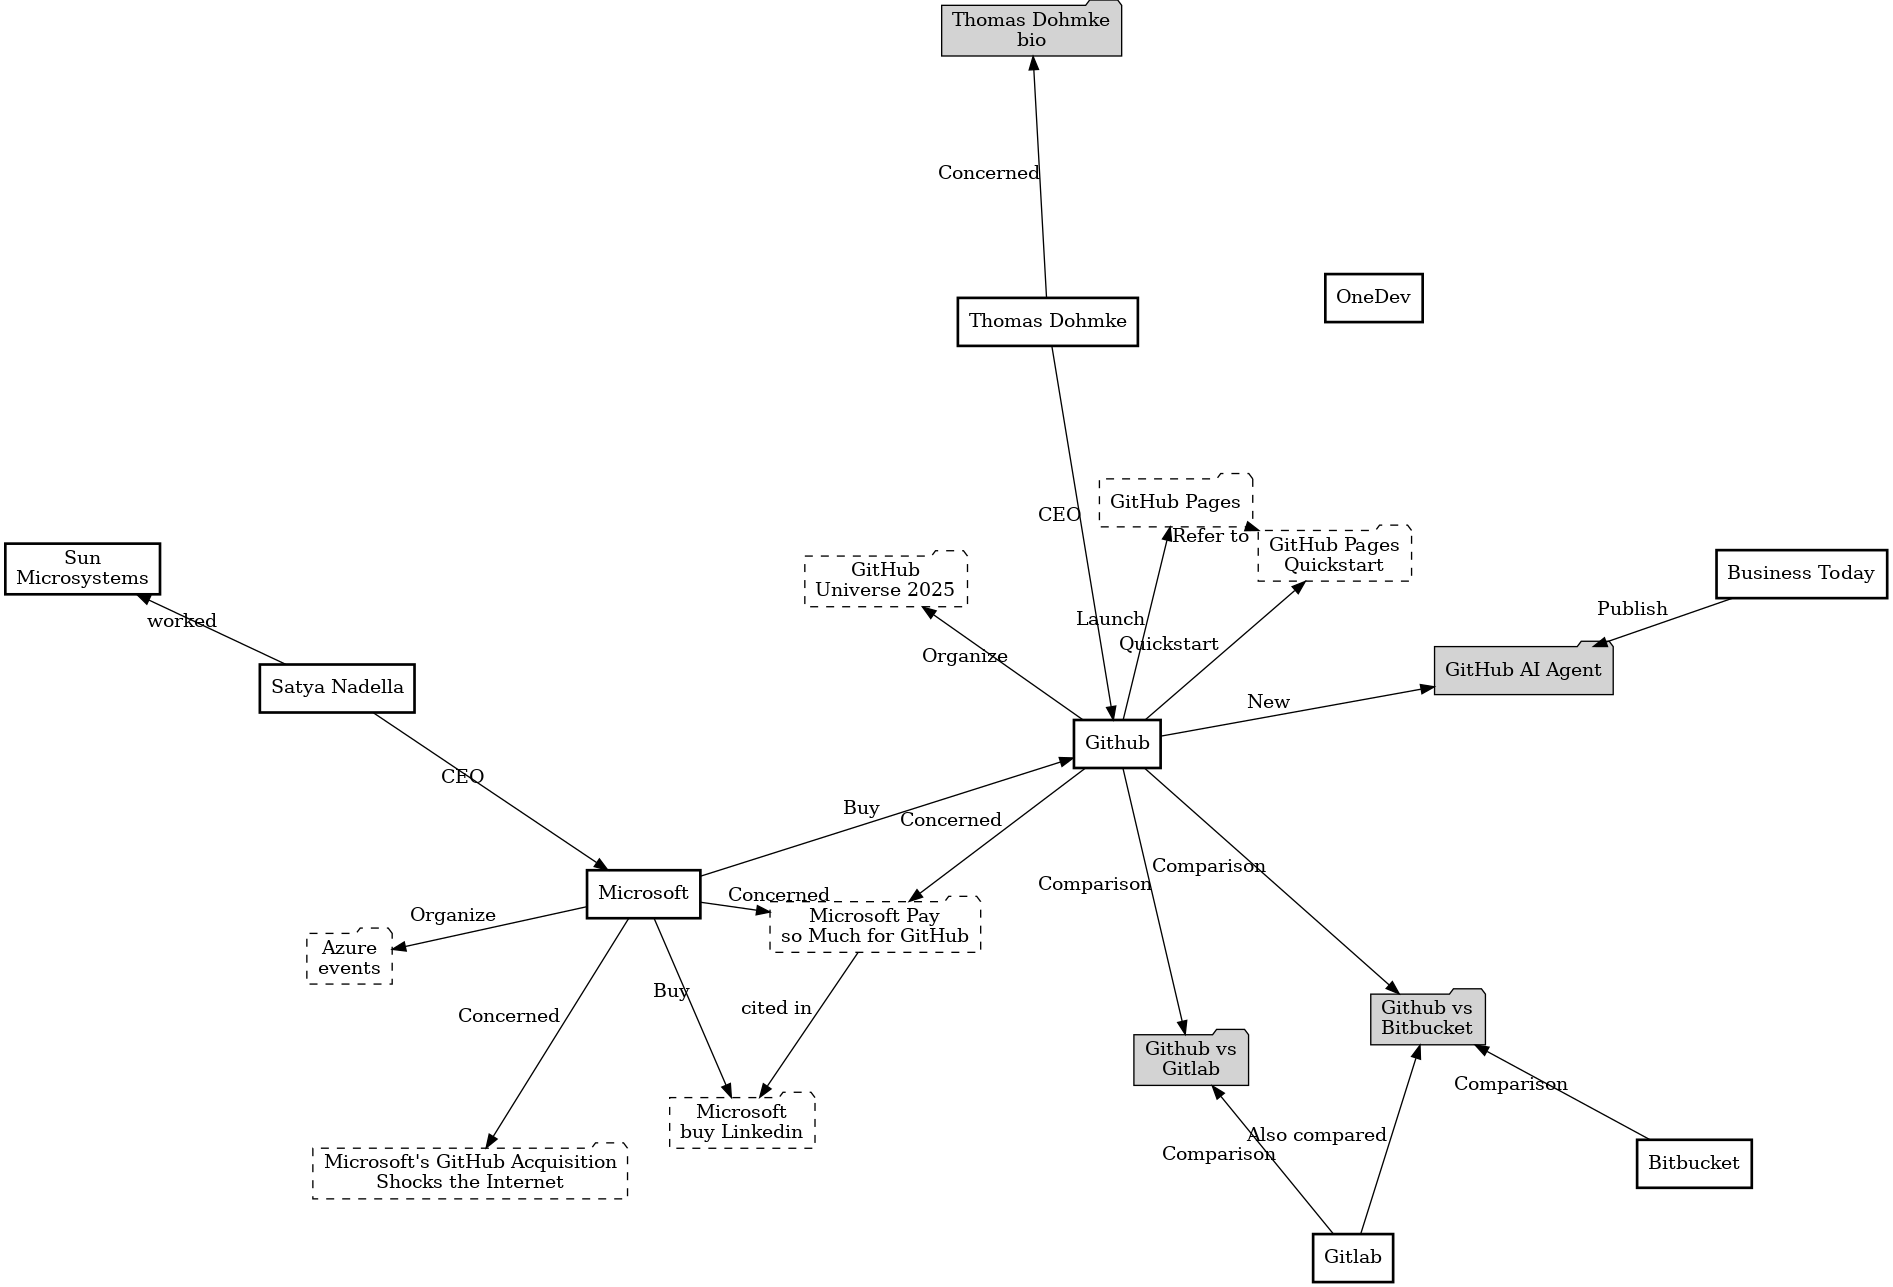 Thomas Dohmke
bio
Concerned
OneDev
Thomas Dohmke
GitHub Pages
CEO
Refer to
GitHub Pages
Quickstart
Sun
Microsystems
GitHub
Universe 2025
Business Today
Publish
worked
Launch
Quickstart
Organize
GitHub AI Agent
Satya Nadella
New
Github
CEO
Buy
Concerned
Comparison
Comparison
Microsoft
Concerned
Organize
Microsoft Pay
so Much for GitHub
Azure
events
Buy
cited in
Concerned
Github vs
Bitbucket
Github vs
Gitlab
Comparison
Microsoft
buy Linkedin
Also compared
Comparison
Microsoft's GitHub Acquisition
Shocks the Internet
Bitbucket
Gitlab